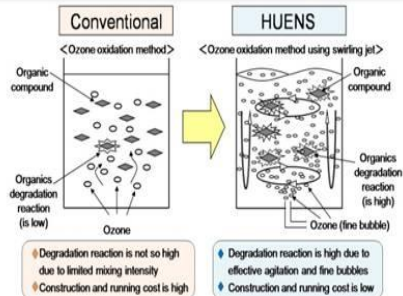 Conventional
HUENS
<Ozone oxidation method>
<Ozone oxidation method using swirling jet>
Organic
compound
Organics
degradation
reaction
(is low)
Ozone
Organic
compound
Organics
degradation
reaction
(is high)
Ozone (fine bubble)
Degradation reaction is not so high
due to limited mixing intensity
Construction and running cost is high
Degradation reaction is high due to
effective agitation and fine bubbles
Construction and running cost is low